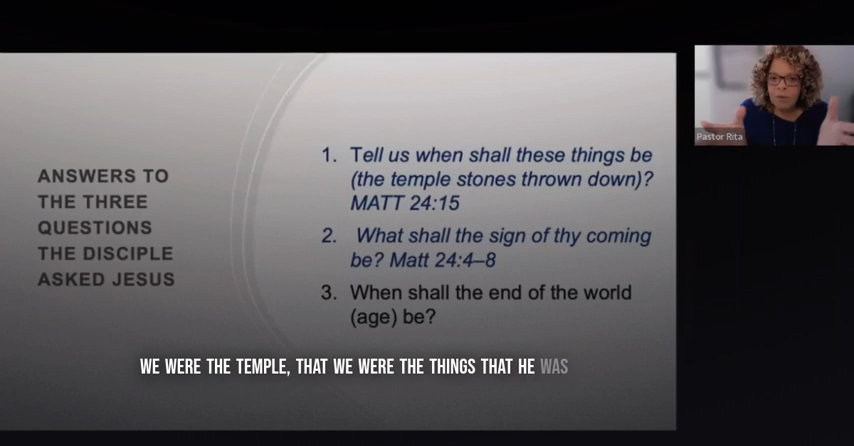 ANSWERS TO
THE THREE
QUESTIONS
THE DISCIPLE
ASKED JESUS
1. Tell us when shall these things be
(the temple stones thrown down)?
MATT 24:15
2. What shall the sign of thy coming
be? Matt 24:4–8
3. When shall the end of the world
(age) be?
Pastor Rita
WE WERE THE TEMPLE, THAT WE WERE THE THINGS THAT HE WAS